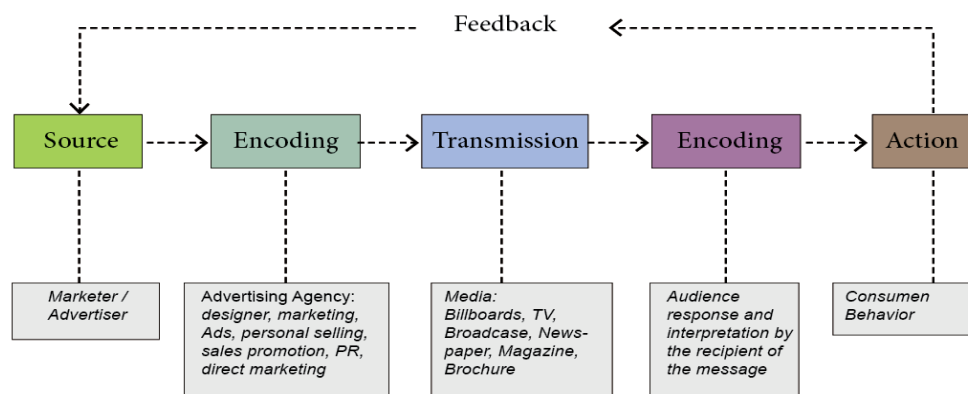 Feedback
Source
Encoding
Transmission
Encoding
Action
Marketer /
Advertiser
Advertising Agency:
designer, marketing,
Ads, personal selling,
sales promotion, PR,
direct marketing
Media:
Billboards, TV,
Broadcase, News-
paper, Magazine,
Brochure
Audience
response and
interpretation by
the recipient of
the message
Consumen
Behavior